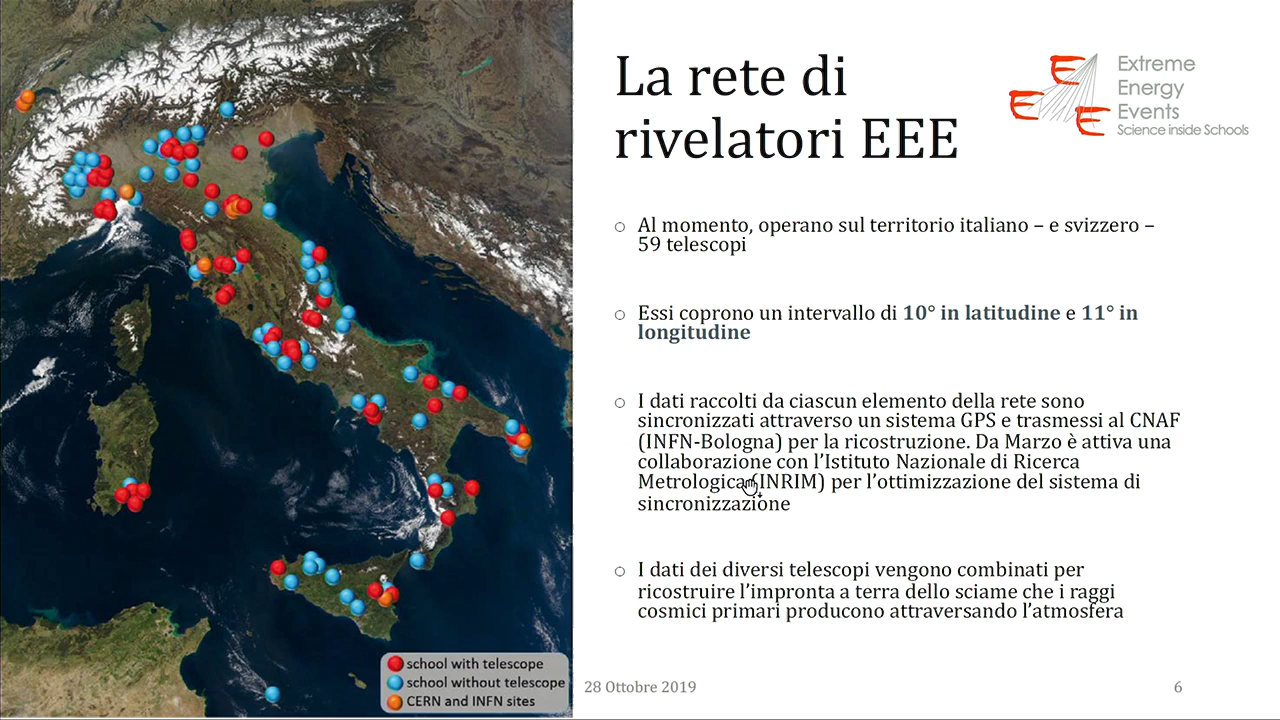 La rete di
rivelatori EEE
Extreme
Energy
Events
Science inside Schools
○ Al momento, operano sul territorio italiano – e svizzero –
59 telescopi
○ Essi coprono un intervallo di 10° in latitudine e 11° in
longitudine
○ I dati raccolti da ciascun elemento della rete sono
sincronizzati attraverso un sistema GPS e trasmessi al CNAF
(INFN-Bologna) per la ricostruzione. Da Marzo è attiva una
collaborazione con l’Istituto Nazionale di Ricerca
Metrologica (INRIM) per l’ottimizzazione del sistema di
sincronizzazione
○ I dati dei diversi telescopi vengono combinati per
ricostruire l’impronta a terra dello sciame che i raggi
cosmici primari producono attraversando l’atmosfera
school with telescope
school without telescope
CERN and INFN sites
28 Ottobre 2019
6